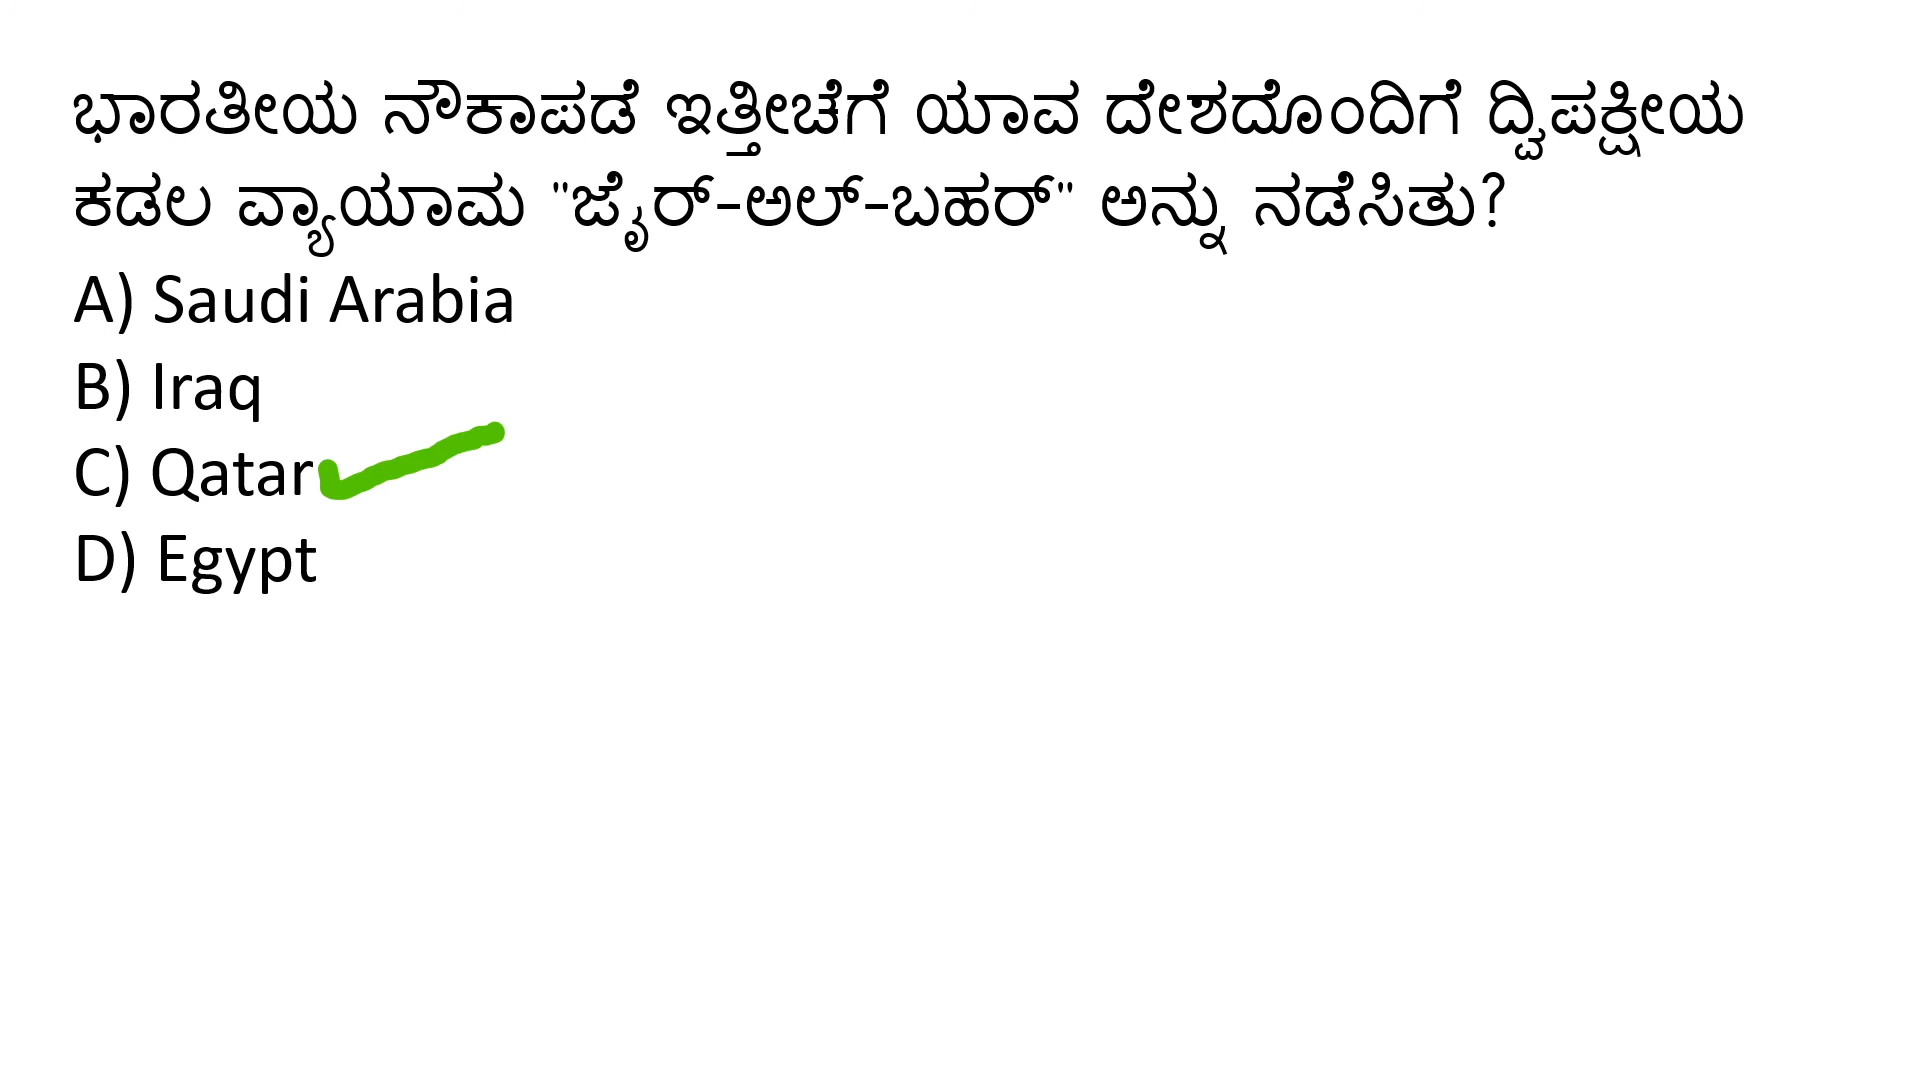 ಭಾರತೀಯ ನೌಕಾಪಡೆ ಇತ್ತೀಚೆಗೆ ಯಾವ ದೇಶದೊಂದಿಗೆ ದ್ವಿಪಕ್ಷೀಯ
ಕಡಲ ವ್ಯಾಯಾಮ "ಜೈರ್-ಅಲ್-ಬಹರ್" ಅನ್ನು ನಡೆಸಿತು?
A) Saudi Arabia
B) Iraq
C) Qatar
D) Egypt